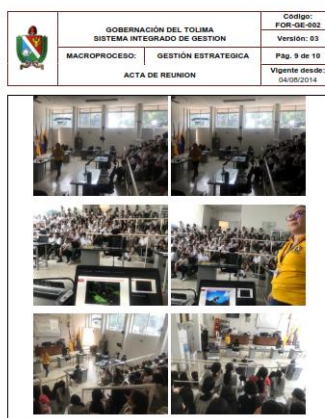 GOBERNACIÓN DEL TOLIMA
SISTEMA INTEGRADO DE GESTION
Código:
FOR-GE-002
Versión: 03
MACROPROCESO:
GESTIÓN ESTRATEGICA
Pág. 9 de 10
ACTA DE REUNION
Vigente desde:
04/08/2014